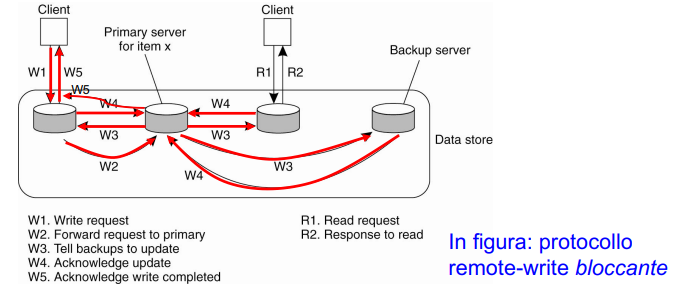 Client
Client
Primary server
for item x
Backup server
W1
W5
R1
R2
W5
W4
W4
W3
W3
Data store
W2
W4
W3
W1. Write request
W2. Forward request to primary
W3. Tell backups to update
W4. Acknowledge update
W5. Acknowledge write completed
R1. Read request
R2. Response to read
In figura: protocollo
remote-write bloccante